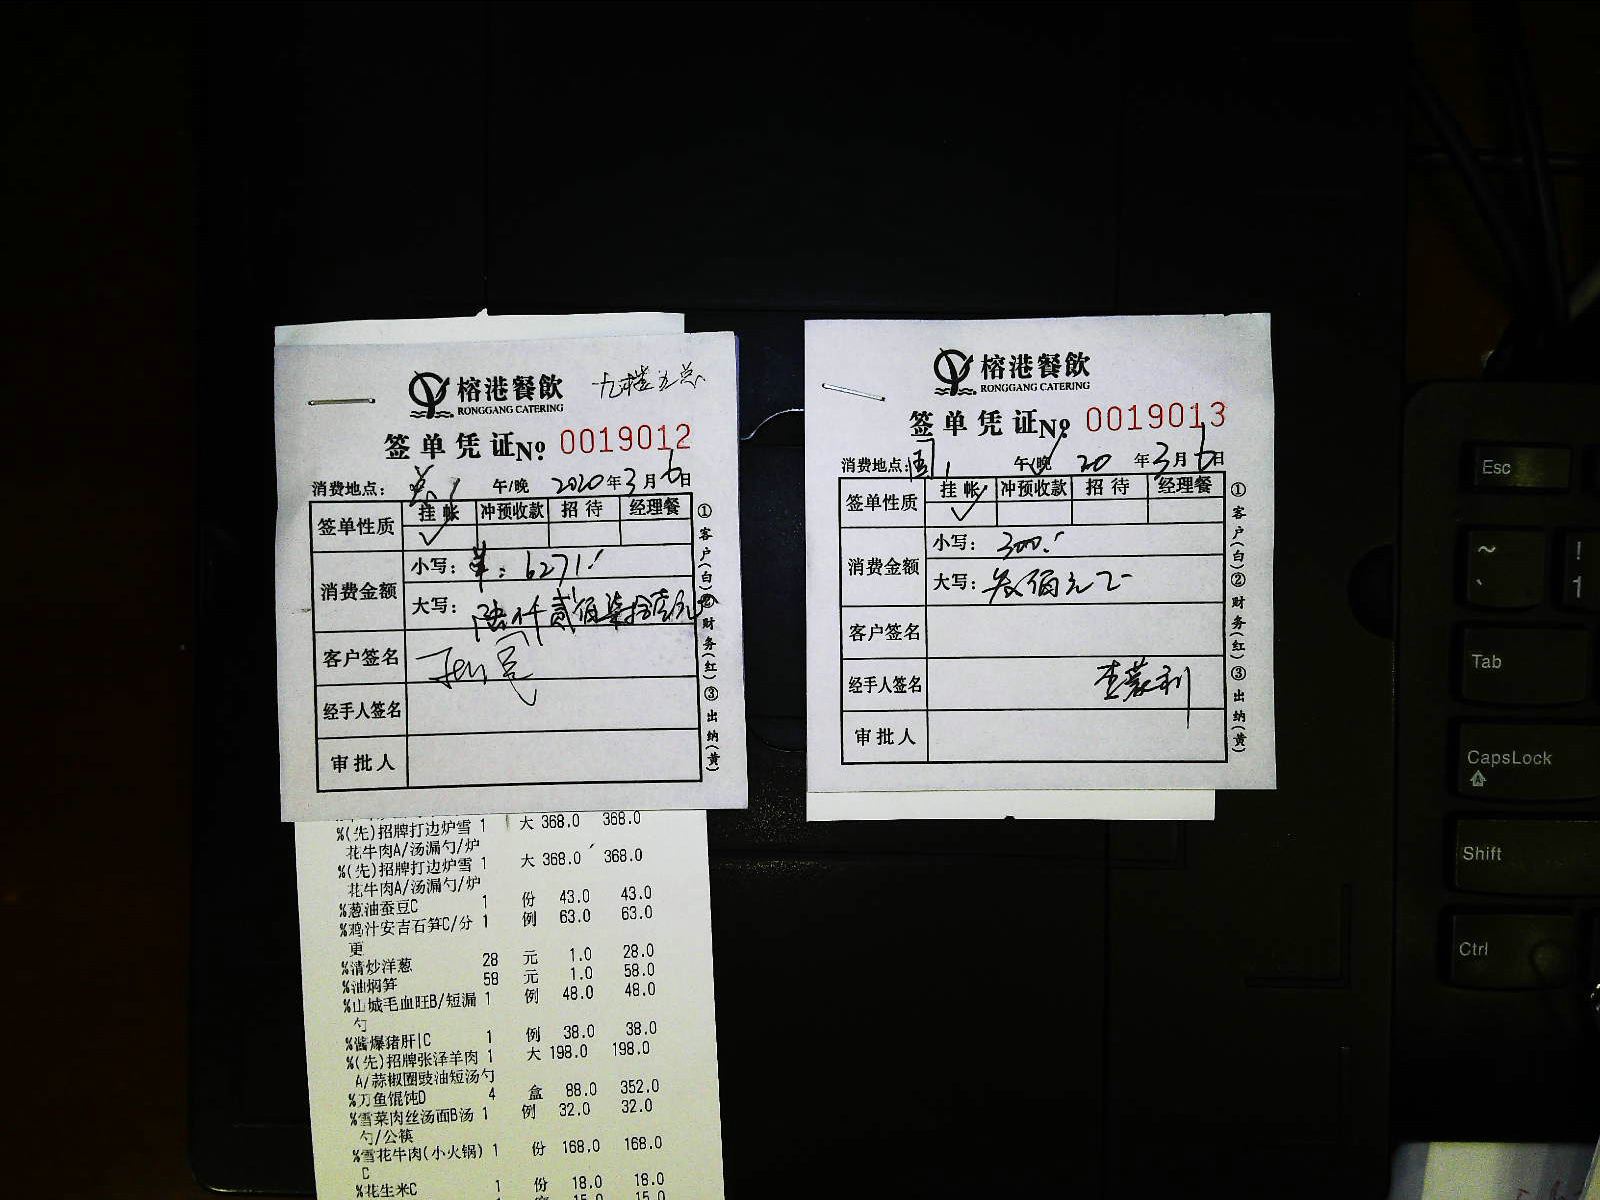 榕港餐飲
RONGGANG CATERING
九楼
签单凭证No 0019012
消费地点： 午/晚 2020年3月6日
签单性质 挂帐 冲预收款 招待 经理餐
消费金额
小写： 6271
大写： 陆仟贰佰柒拾壹元
客户签名
经手人签名
审批人
①客户(白)②财务(红)③出纳(黄)
%(先)招牌打边炉雪 1 大 368.0 368.0
花牛肉A/汤漏勺/炉
%(先)招牌打边炉雪 1 大 368.0 368.0
花牛肉A/汤漏勺/炉
%葱油蚕豆C 1 份 43.0 43.0
%鸡汁安吉石笋C/分 1 例 63.0 63.0
更
%清炒洋葱 28 元 1.0 28.0
%油焖笋 58 元 1.0 58.0
%山城毛血旺B/短漏 1 例 48.0 48.0
勺
%酱爆猪肝|C 1 例 38.0 38.0
%(先)招牌张泽羊肉 1 大 198.0 198.0
A/蒜椒圈豉油短汤勺
%刀鱼馄饨D 4 盒 88.0 352.0
%雪菜肉丝汤面B汤 1 例 32.0 32.0
勺/公筷
%雪花牛肉(小火锅) 1 份 168.0 168.0
C
%花生米C 1 份 18.0 18.0
榕港餐飲
RONGGANG CATERING
签单凭证No 0019013
消费地点： 午/晚 20 年3月6日
签单性质 挂帐 冲预收款 招待 经理餐
消费金额
小写： 300
大写： 叁佰元正
客户签名
经手人签名
审批人
①客户(白)②财务(红)③出纳(黄)
Esc
~
`
!
1
Tab
CapsLock
Shift
Ctrl